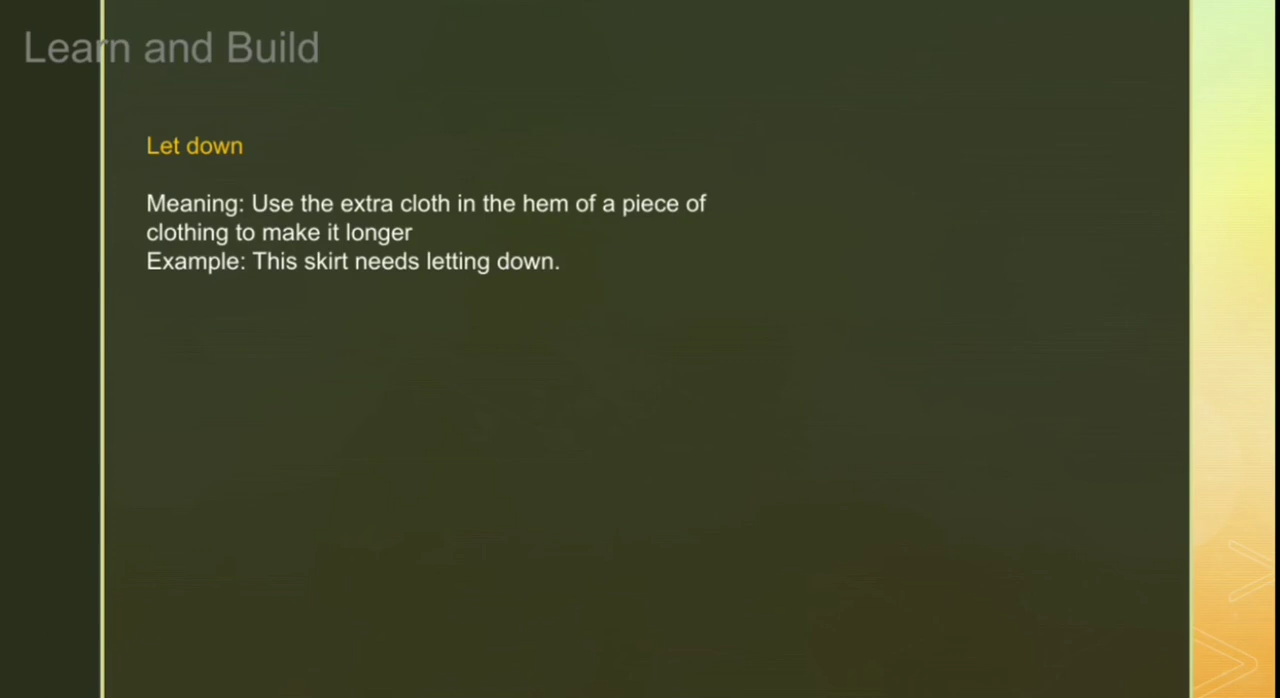 Learn and Build
Let down
Meaning: Use the extra cloth in the hem of a piece of
clothing to make it longer
Example: This skirt needs letting down.